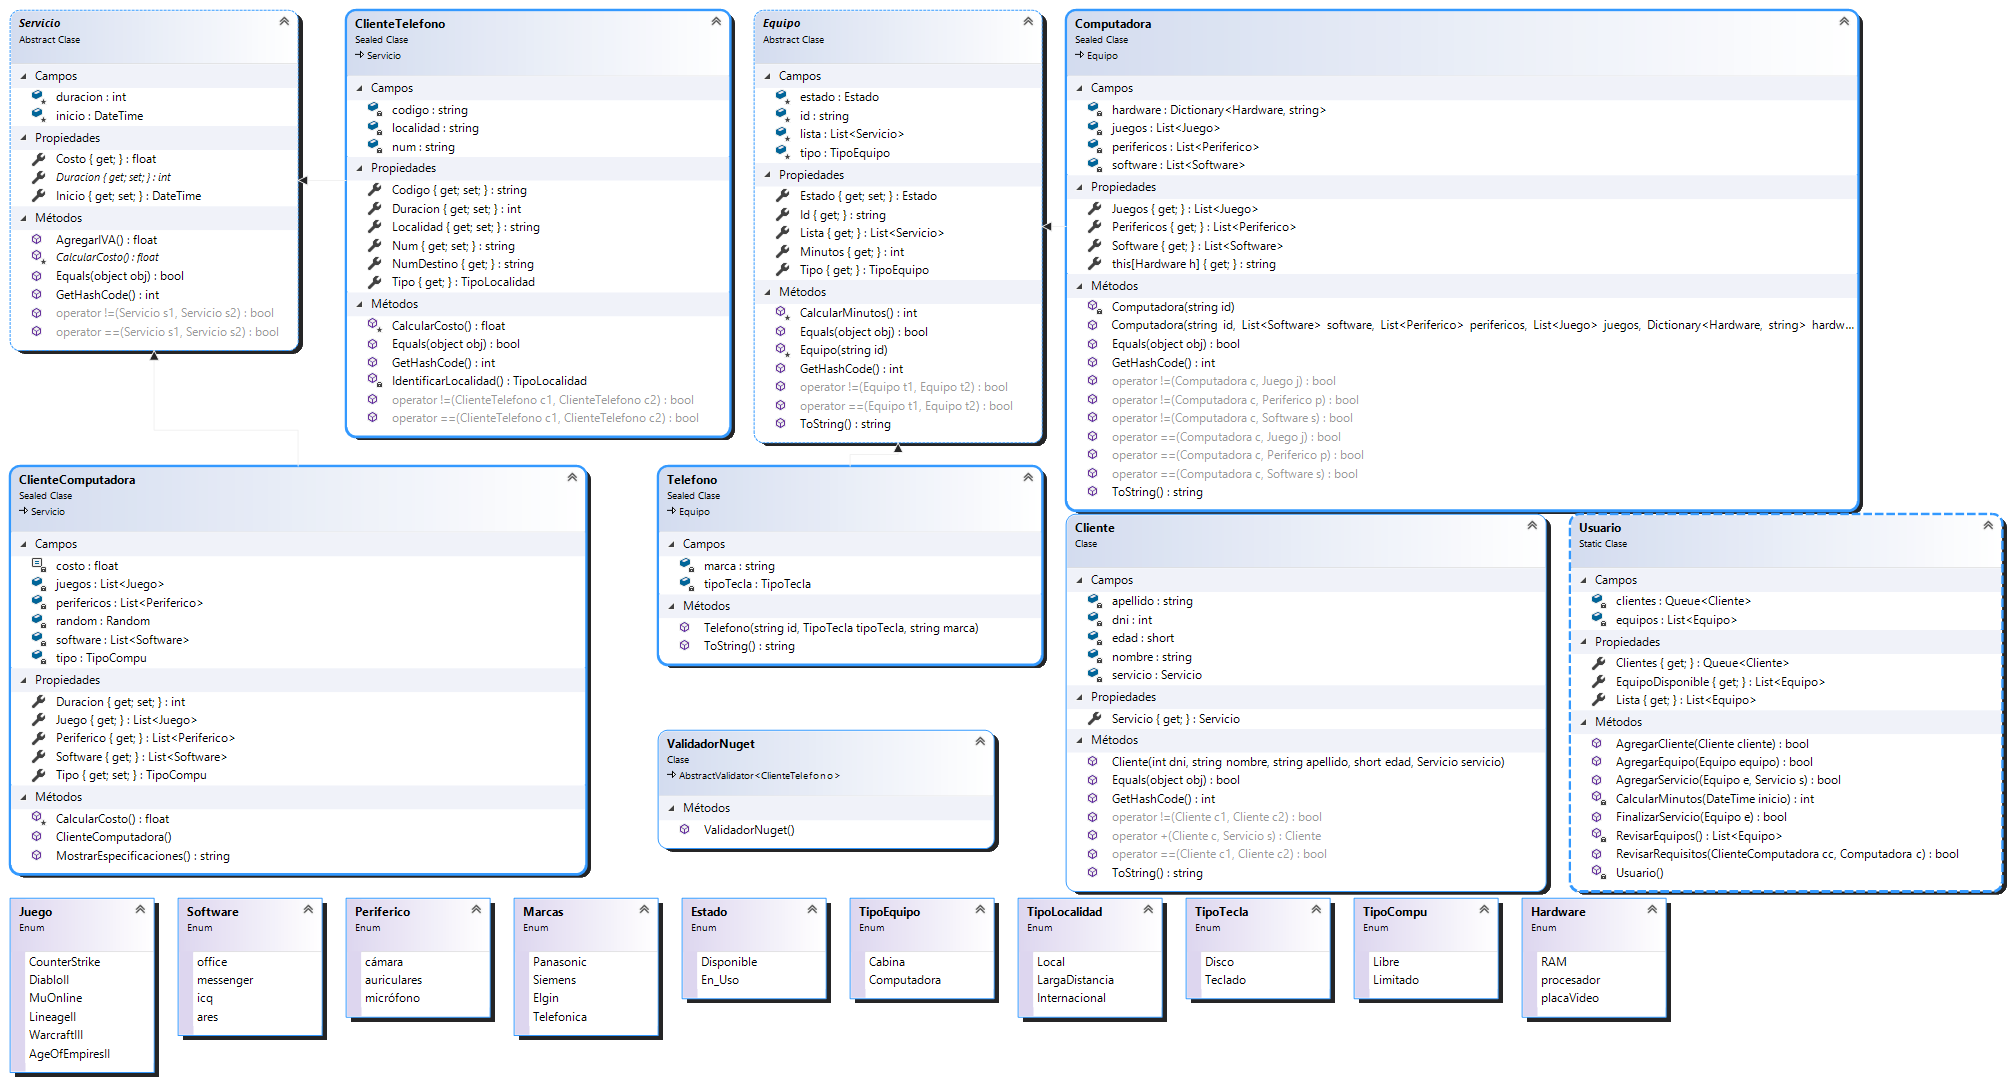 Servicio
Abstract Clase
Campos
duracion : int
inicio : DateTime
Propiedades
Costo { get; } : float
Duracion { get; set; } : int
Inicio { get; set; } : DateTime
Métodos
AgregarIVA() : float
CalcularCosto() : float
Equals(object obj) : bool
GetHashCode() : int
operator !=(Servicio s1, Servicio s2) : bool
operator ==(Servicio s1, Servicio s2) : bool
ClienteTelefono
Sealed Clase
Servicio
Campos
codigo : string
localidad : string
num : string
Propiedades
Codigo { get; set; } : string
Duracion { get; set; } : int
Localidad { get; set; } : string
Num { get; set; } : string
NumDestino { get; } : string
Tipo { get; } : TipoLocalidad
Métodos
CalcularCosto() : float
Equals(object obj) : bool
GetHashCode() : int
IdentificarLocalidad() : TipoLocalidad
operator !=(ClienteTelefono c1, ClienteTelefono c2) : bool
operator ==(ClienteTelefono c1, ClienteTelefono c2) : bool
Equipo
Abstract Clase
Campos
estado : Estado
id : string
lista : List<Servicio>
tipo : TipoEquipo
Propiedades
Estado { get; set; } : Estado
Id { get; } : string
Lista { get; } : List<Servicio>
Minutos { get; } : int
Tipo { get; } : TipoEquipo
Métodos
CalcularMinutos() : int
Equals(object obj) : bool
Equipo(string id)
GetHashCode() : int
operator !=(Equipo t1, Equipo t2) : bool
operator ==(Equipo t1, Equipo t2) : bool
ToString() : string
Computadora
Sealed Clase
Equipo
Campos
hardware : Dictionary<Hardware, string>
juegos : List<Juego>
perifericos : List<Periferico>
software : List<Software>
Propiedades
Juegos { get; } : List<Juego>
Perifericos { get; } : List<Periferico>
Software { get; } : List<Software>
this[Hardware h] { get; } : string
Métodos
Computadora(string id)
Computadora(string id, List<Software> software, List<Periferico> perifericos, List<Juego> juegos, Dictionary<Hardware, string> hardw...
Equals(object obj) : bool
GetHashCode() : int
operator !=(Computadora c, Juego j) : bool
operator !=(Computadora c, Periferico p) : bool
operator !=(Computadora c, Software s) : bool
operator ==(Computadora c, Juego j) : bool
operator ==(Computadora c, Periferico p) : bool
operator ==(Computadora c, Software s) : bool
ToString() : string
ClienteComputadora
Sealed Clase
Servicio
Campos
costo : float
juegos : List<Juego>
perifericos : List<Periferico>
random : Random
software : List<Software>
tipo : TipoCompu
Propiedades
Duracion { get; set; } : int
Juego { get; } : List<Juego>
Periferico { get; } : List<Periferico>
Software { get; } : List<Software>
Tipo { get; set; } : TipoCompu
Métodos
CalcularCosto() : float
ClienteComputadora()
MostrarEspecificaciones() : string
Telefono
Sealed Clase
Equipo
Campos
marca : string
tipoTecla : TipoTecla
Métodos
Telefono(string id, TipoTecla tipoTecla, string marca)
ToString() : string
ValidadorNuget
Clase
AbstractValidator<ClienteTelefono>
Métodos
ValidadorNuget()
Cliente
Clase
Campos
apellido : string
dni : int
edad : short
nombre : string
servicio : Servicio
Propiedades
Servicio { get; } : Servicio
Métodos
Cliente(int dni, string nombre, string apellido, short edad, Servicio servicio)
Equals(object obj) : bool
GetHashCode() : int
operator !=(Cliente c1, Cliente c2) : bool
operator +(Cliente c, Servicio s) : Cliente
operator ==(Cliente c1, Cliente c2) : bool
ToString() : string
Usuario
Static Clase
Campos
clientes : Queue<Cliente>
equipos : List<Equipo>
Propiedades
Clientes { get; } : Queue<Cliente>
EquipoDisponible { get; } : List<Equipo>
Lista { get; } : List<Equipo>
Métodos
AgregarCliente(Cliente cliente) : bool
AgregarEquipo(Equipo equipo) : bool
AgregarServicio(Equipo e, Servicio s) : bool
CalcularMinutos(DateTime inicio) : int
FinalizarServicio(Equipo e) : bool
RevisarEquipos() : List<Equipo>
RevisarRequisitos(ClienteComputadora cc, Computadora c) : bool
Usuario()
Juego
Enum
CounterStrike
DiabloII
MuOnline
LineageII
WarcraftIII
AgeOfEmpiresII
Software
Enum
office
messenger
icq
ares
Periferico
Enum
cámara
auriculares
micrófono
Marcas
Enum
Panasonic
Siemens
Elgin
Telefonica
Estado
Enum
Disponible
En_Uso
TipoEquipo
Enum
Cabina
Computadora
TipoLocalidad
Enum
Local
LargaDistancia
Internacional
TipoTecla
Enum
Disco
Teclado
TipoCompu
Enum
Libre
Limitado
Hardware
Enum
RAM
procesador
placaVideo